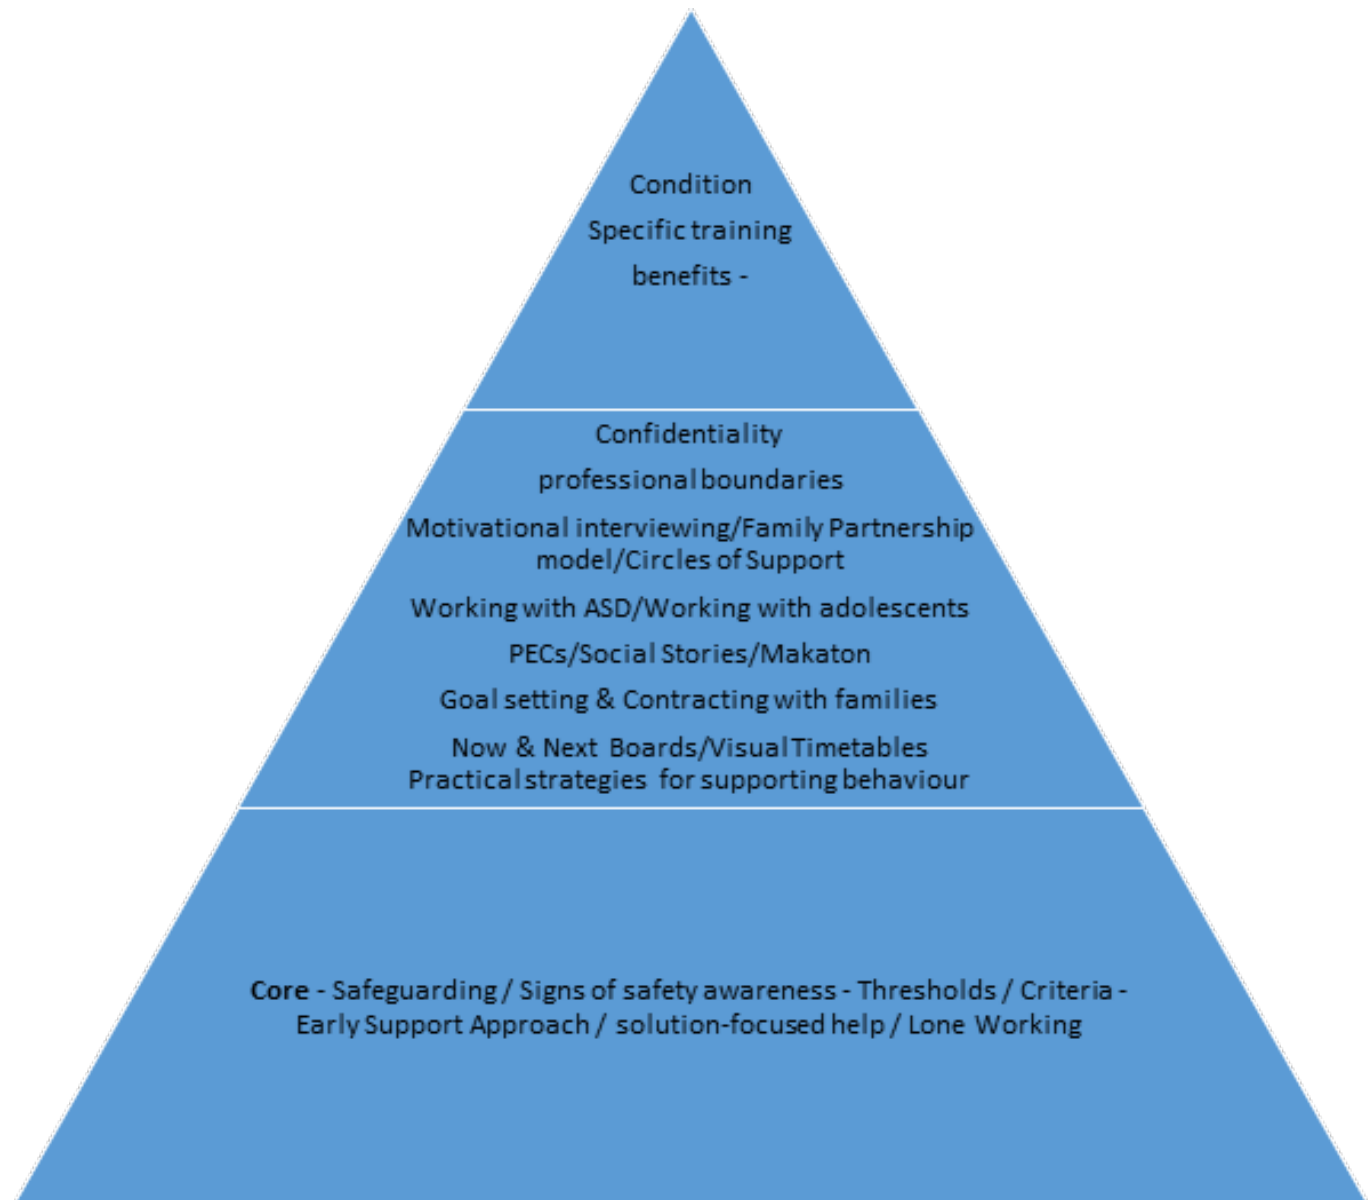 Condition
Specific training
benefits -
Confidentiality
professional boundaries
Motivational interviewing/Family Partnership
model/Circles of Support
Working with ASD/Working with adolescents
PECs/Social Stories/Makaton
Goal setting & Contracting with families
Now & Next Boards/Visual Timetables
Practical strategies for supporting behaviour
Core - Safeguarding / Signs of safety awareness - Thresholds / Criteria -
Early Support Approach / solution-focused help / Lone Working